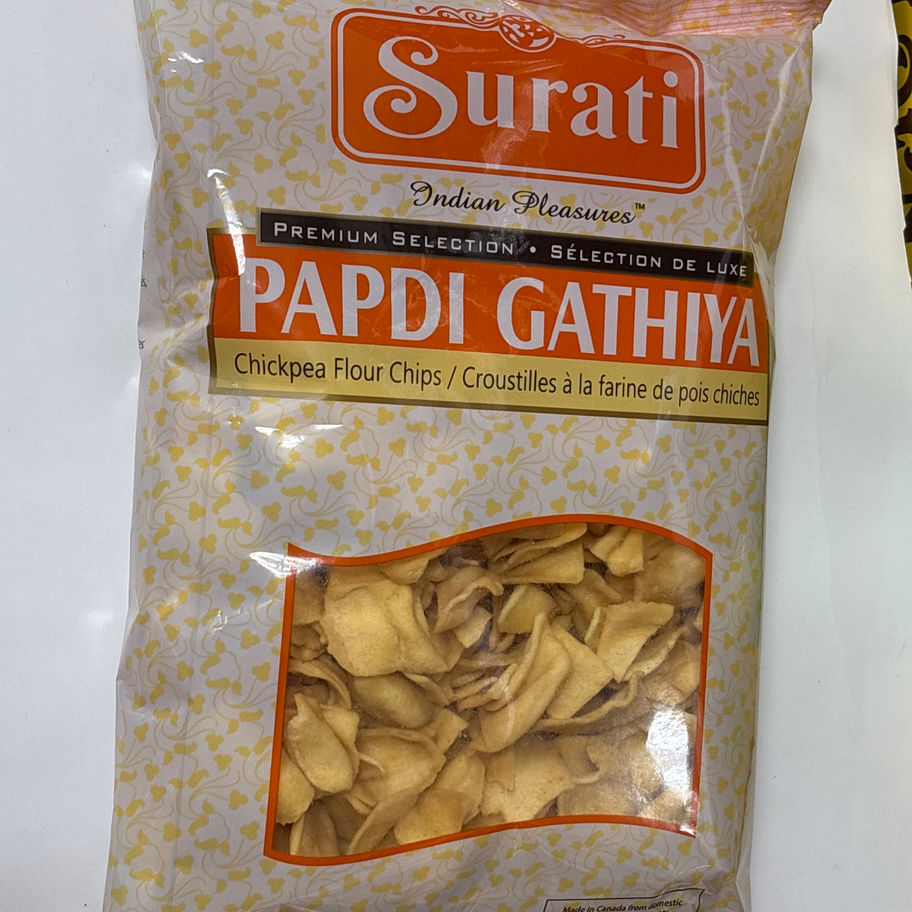 Surati
Indian Pleasures™
PREMIUM SELECTION • SÉLECTION DE LUXE
PAPDI GATHIYA
Chickpea Flour Chips / Croustilles à la farine de pois chiches
Made in Canada from domestic